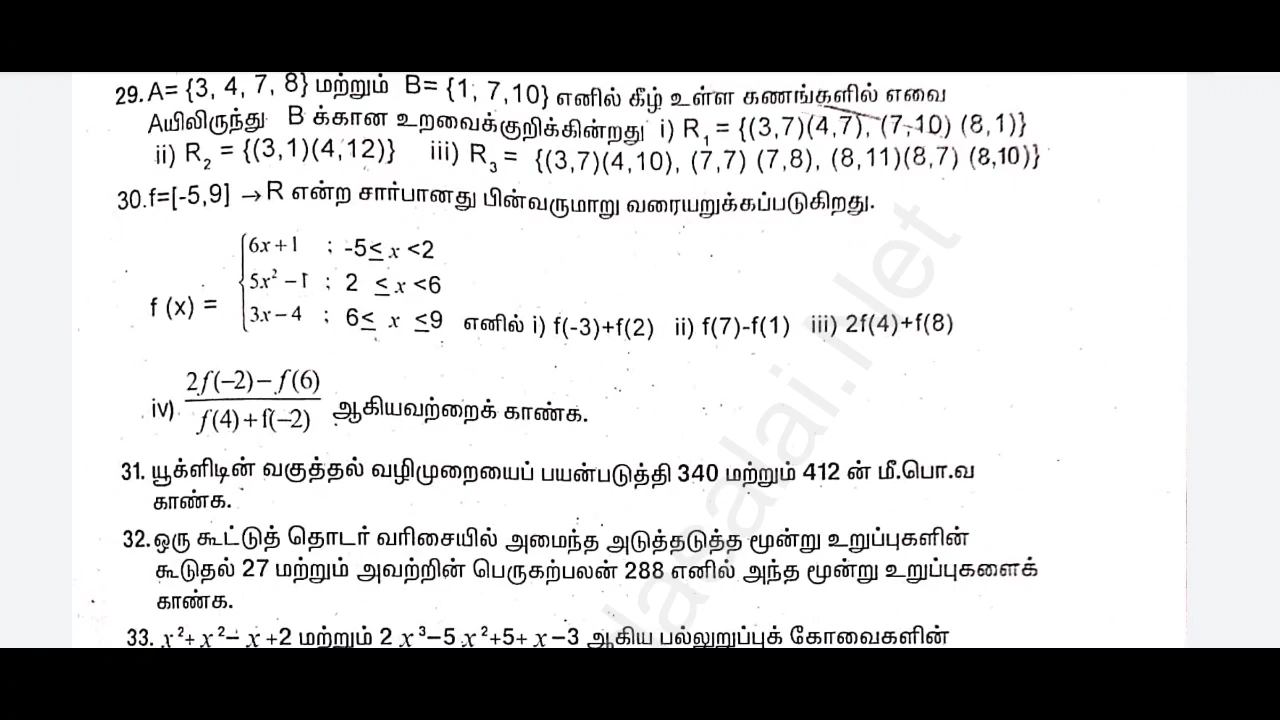 29. A= {3, 4, 7, 8} மற்றும் B= {1, 7,10} எனில் கீழ் உள்ள கணங்களில் எவை
Aயிலிருந்து B க்கான உறவைக்குறிக்கின்றது i) R₁ = {(3,7)(4,7), (7,10) (8,1)}
ii) R₂ = {(3,1)(4,12)} iii) R₃ = {(3,7)(4,10), (7,7) (7,8), (8,11)(8,7) (8,10)}
30.f=[-5,9] →R என்ற சார்பானது பின்வருமாறு வரையறுக்கப்படுகிறது.
6x+1 ; -5≤ x <2
5x² –1 ; 2 ≤ x <6
f (x) = { 3x – 4 ; 6≤ x ≤9 எனில் i) f(-3)+f(2) ii) f(7)-f(1) iii) 2f(4)+f(8)
2f(–2)– f(6)
iv) ஆகியவற்றைக் காண்க.
f(4)+f(–2)
31. யூக்ளிடின் வகுத்தல் வழிமுறையைப் பயன்படுத்தி 340 மற்றும் 412 ன் மீ.பொ.வ
காண்க.
32.ஒரு கூட்டுத் தொடர் வரிசையில் அமைந்த அடுத்தடுத்த மூன்று உறுப்புகளின்
கூடுதல் 27 மற்றும் அவற்றின் பெருகற்பலன் 288 எனில் அந்த மூன்று உறுப்புகளைக்
காண்க.
33. x²+ x²– x +2 மற்றும் 2 x³–5 x²+5+ x –3 ஆகிய பல்லுறுப்புக் கோவைகளின்